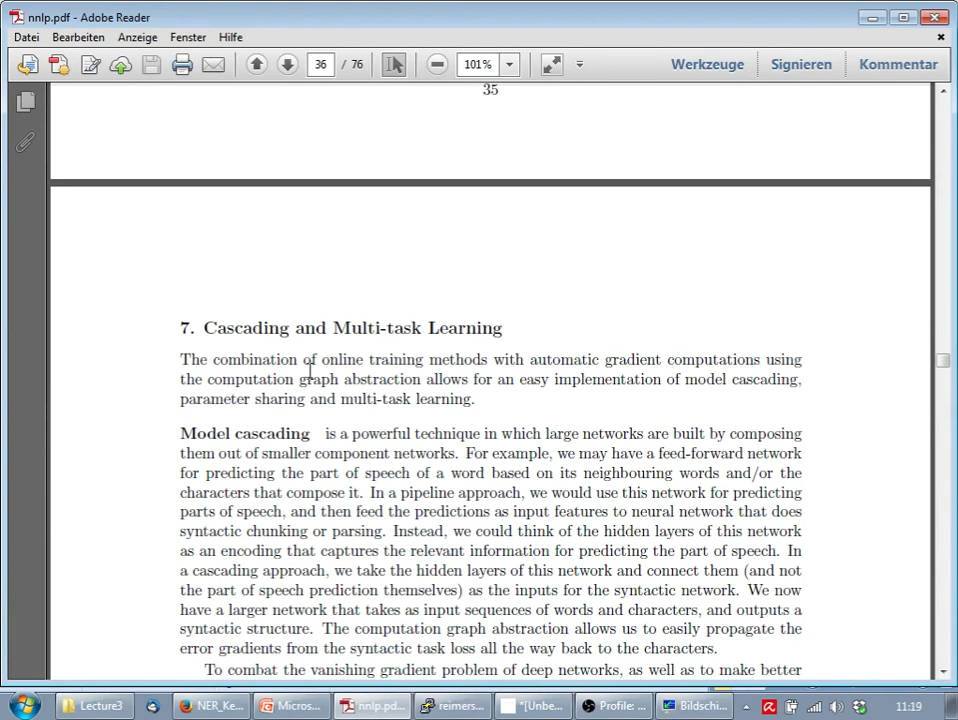 nnlp.pdf - Adobe Reader
Datei Bearbeiten Anzeige Fenster Hilfe
36 / 76 101% Werkzeuge Signieren Kommentar
35
7. Cascading and Multi-task Learning
The combination of online training methods with automatic gradient computations using
the computation graph abstraction allows for an easy implementation of model cascading,
parameter sharing and multi-task learning.
Model cascading is a powerful technique in which large networks are built by composing
them out of smaller component networks. For example, we may have a feed-forward network
for predicting the part of speech of a word based on its neighbouring words and/or the
characters that compose it. In a pipeline approach, we would use this network for predicting
parts of speech, and then feed the predictions as input features to neural network that does
syntactic chunking or parsing. Instead, we could think of the hidden layers of this network
as an encoding that captures the relevant information for predicting the part of speech. In
a cascading approach, we take the hidden layers of this network and connect them (and not
the part of speech prediction themselves) as the inputs for the syntactic network. We now
have a larger network that takes as input sequences of words and characters, and outputs a
syntactic structure. The computation graph abstraction allows us to easily propagate the
error gradients from the syntactic task loss all the way back to the characters.
To combat the vanishing gradient problem of deep networks, as well as to make better
Lecture3 NER_Ke... Micros... nnlp.pd... reimers... *[Unbe... Profile: ... Bildschi... 11:19